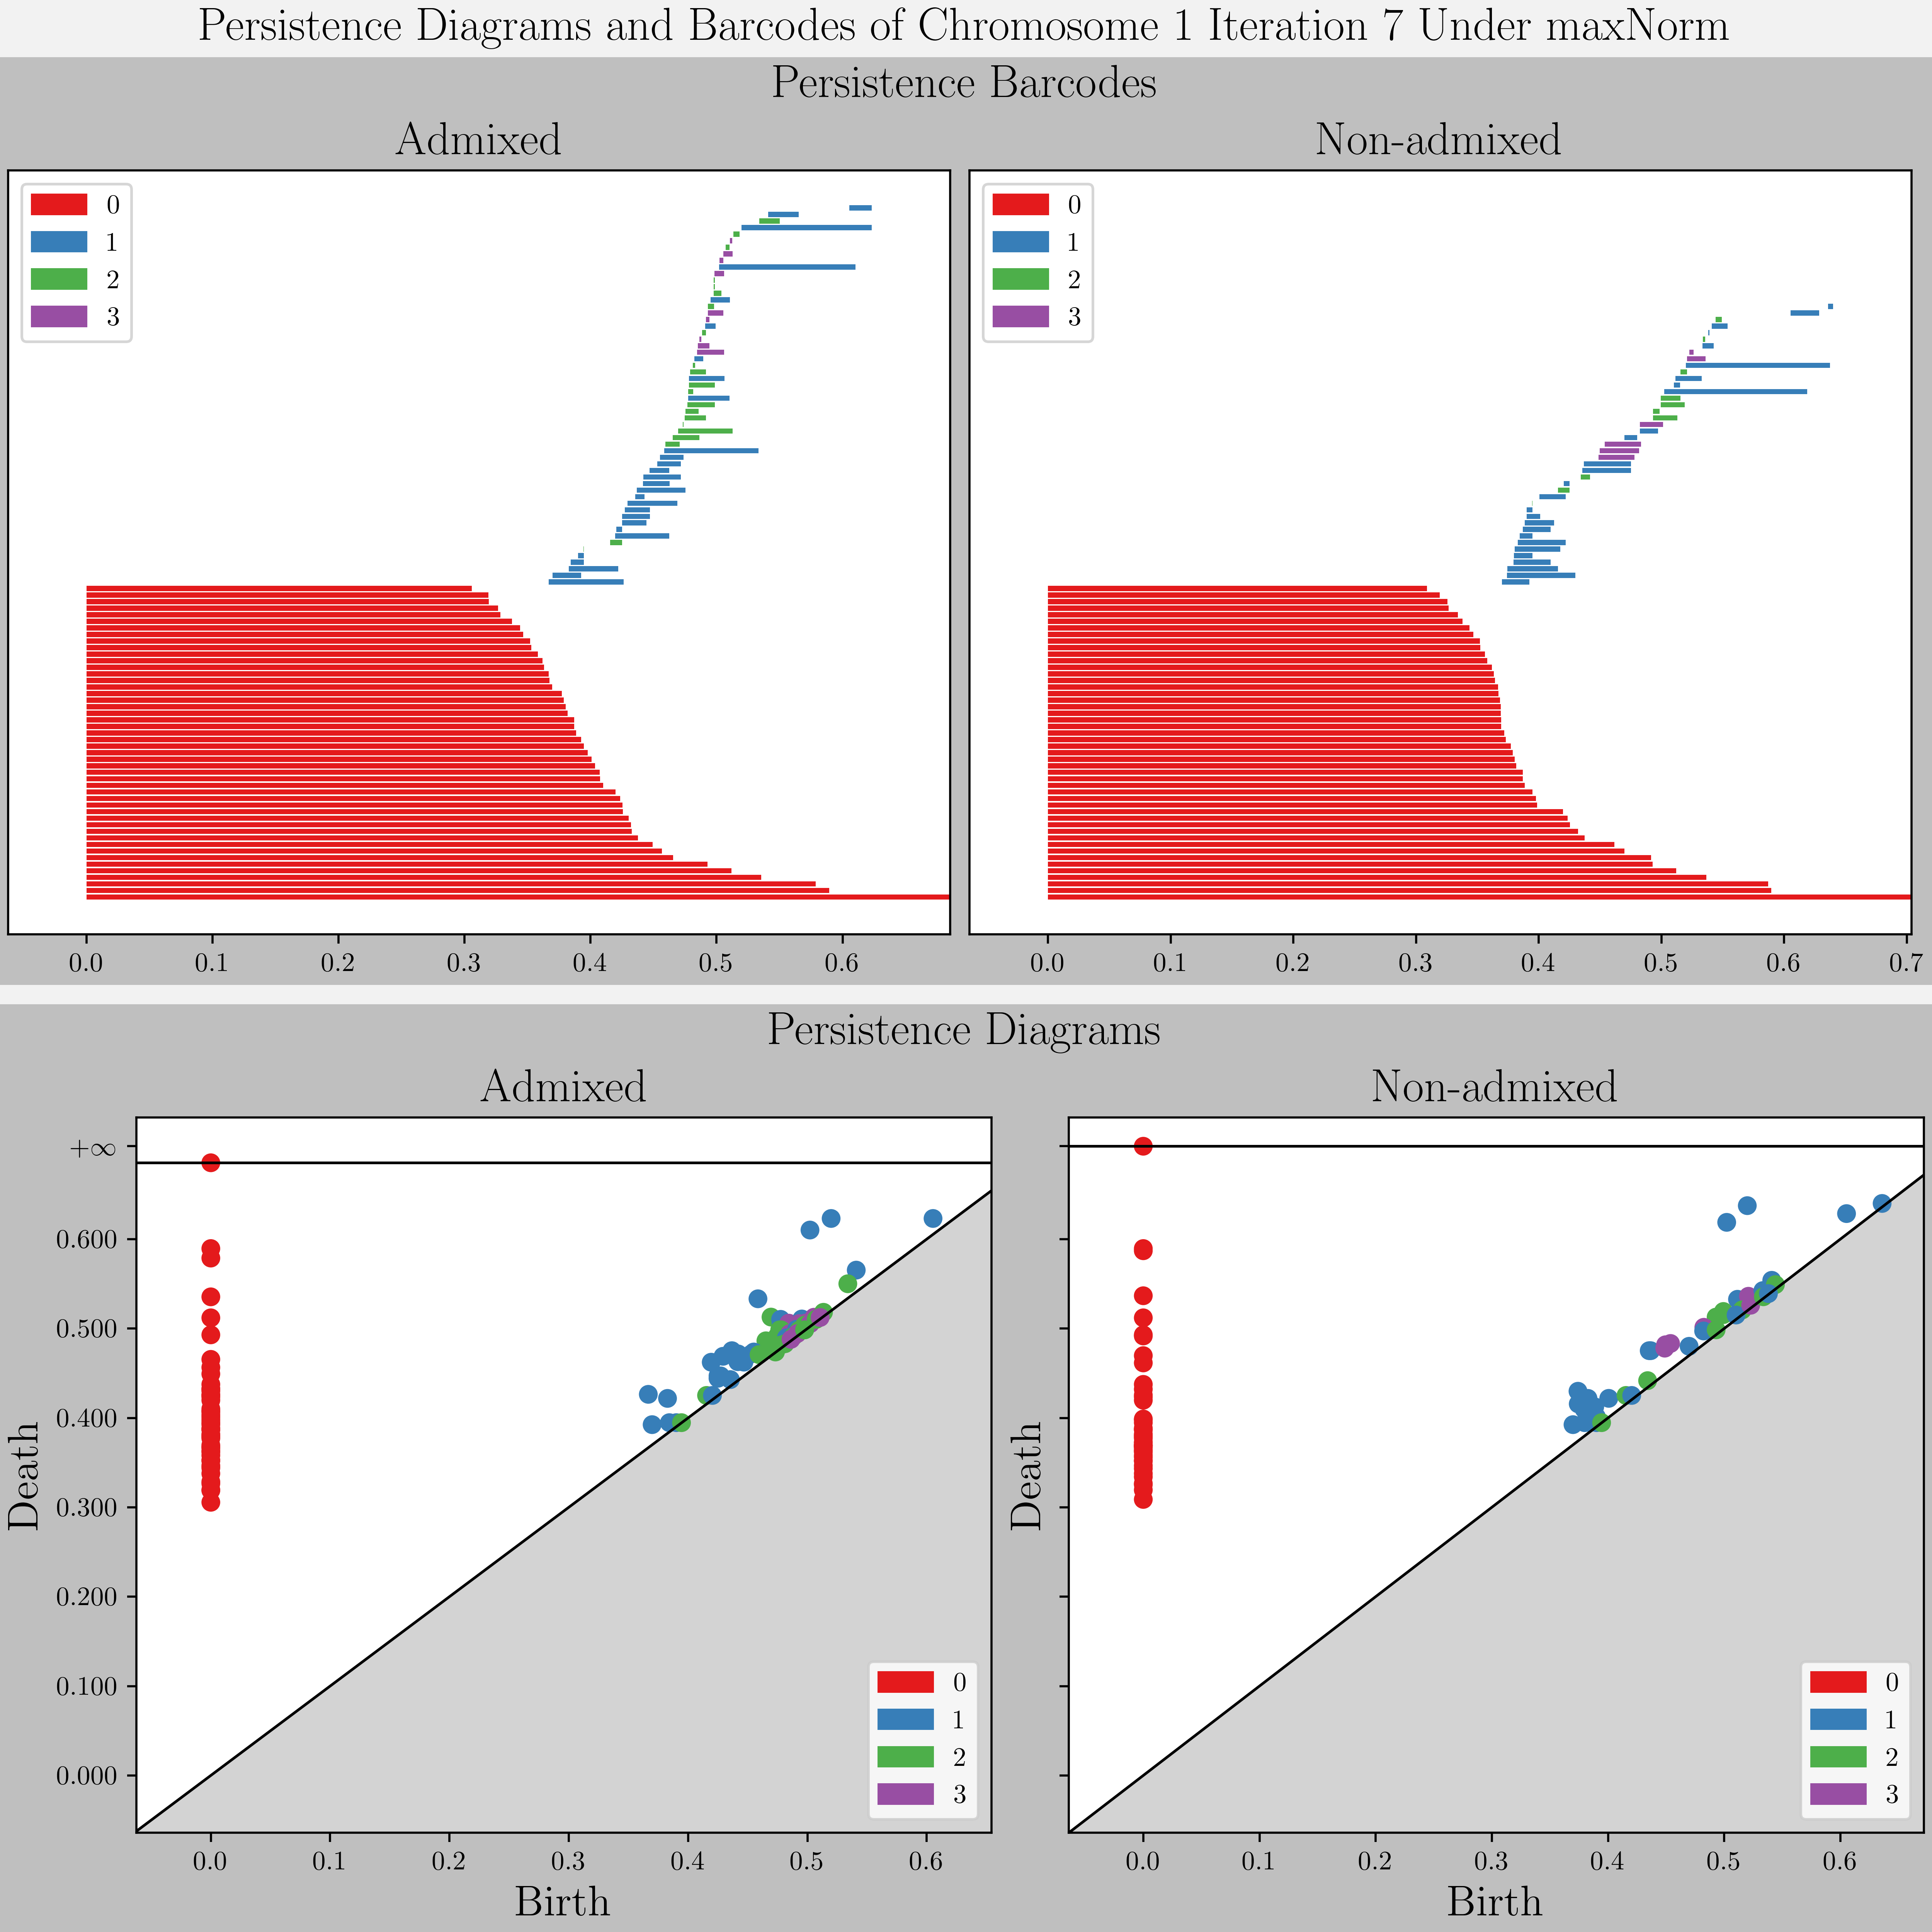 Persistence Diagrams and Barcodes of Chromosome 1 Iteration 7 Under maxNorm
Persistence Barcodes
Admixed
0
1
2
3
0.0 0.1 0.2 0.3 0.4 0.5 0.6
Non-admixed
0
1
2
3
0.0 0.1 0.2 0.3 0.4 0.5 0.6 0.7
Persistence Diagrams
Admixed
+∞
0.600
0.500
0.400
0.300
0.200
0.100
0.000
Death
0
1
2
3
0.0 0.1 0.2 0.3 0.4 0.5 0.6
Birth
Non-admixed
Death
0
1
2
3
0.0 0.1 0.2 0.3 0.4 0.5 0.6
Birth